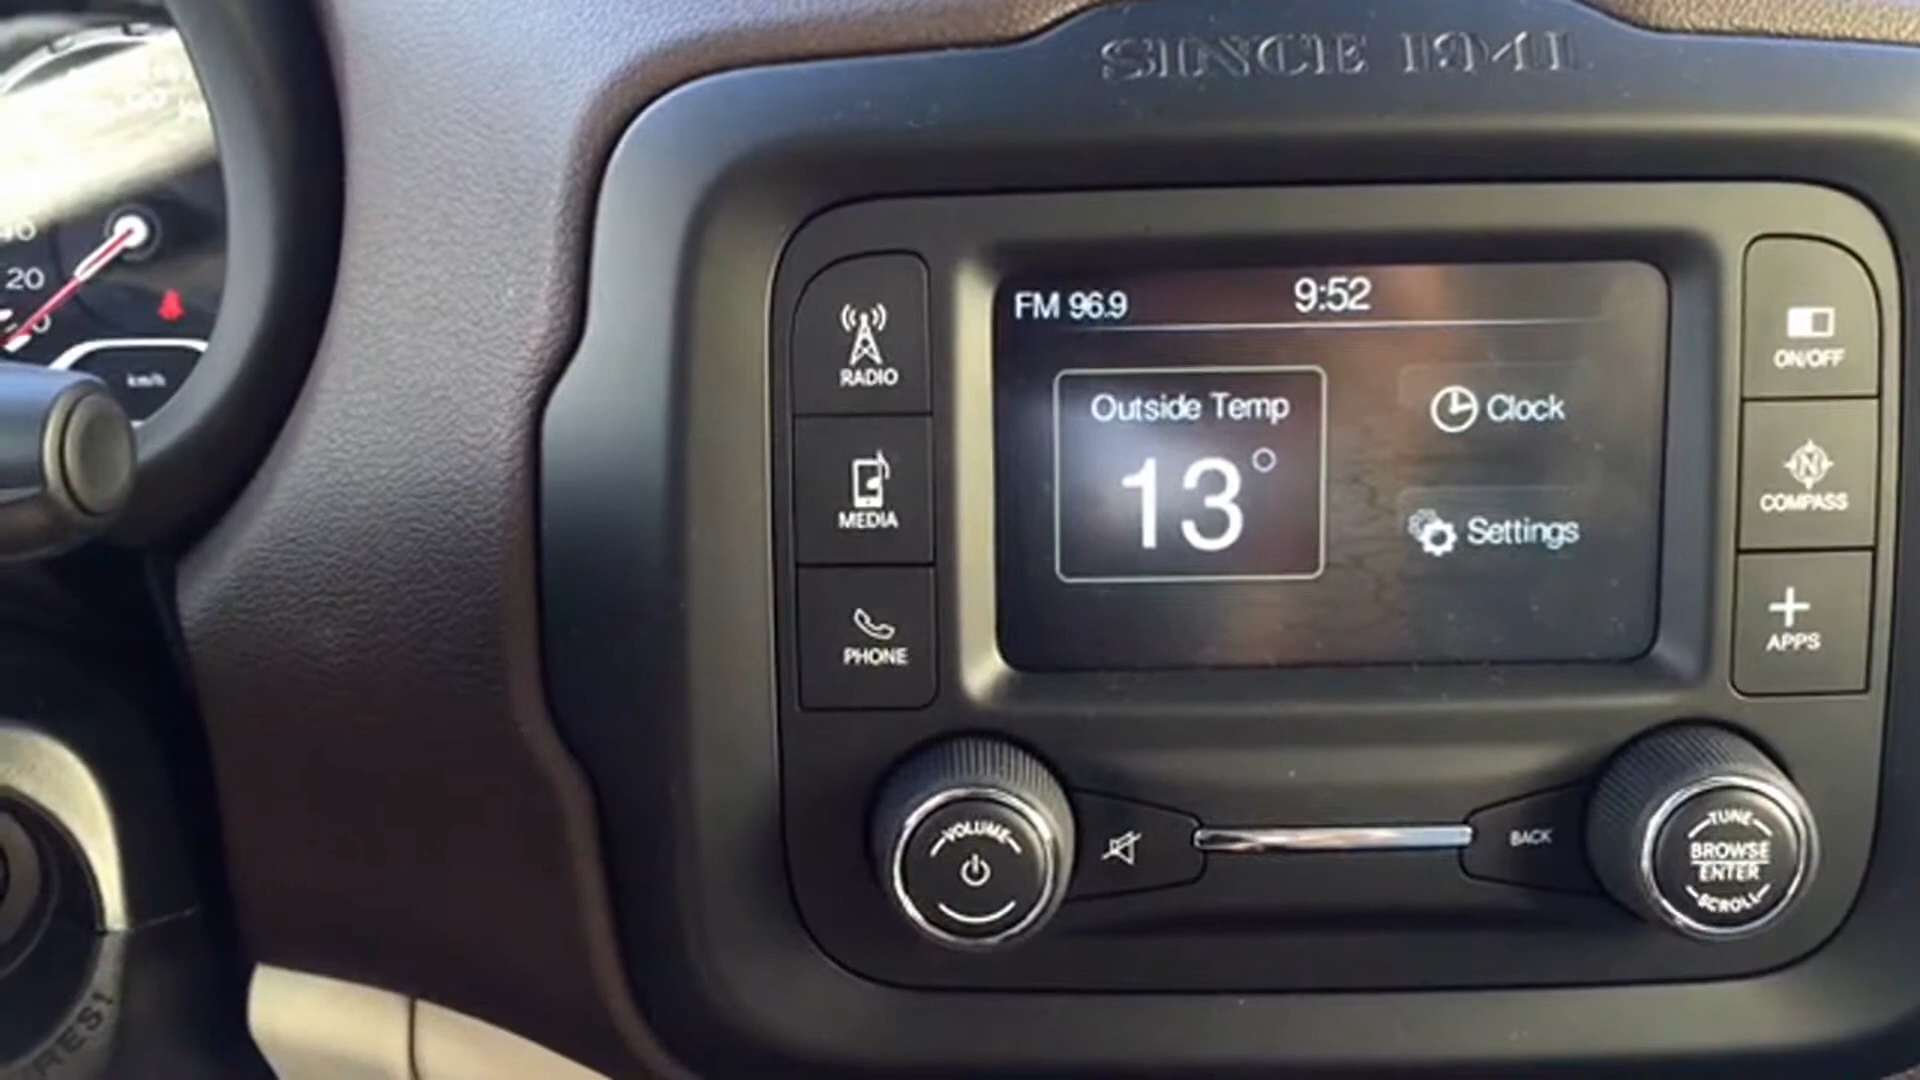 SINCE 1941
20
0
km/h
RADIO
MEDIA
PHONE
FM 96.9
9:52
Outside Temp
13°
Clock
Settings
ON/OFF
N
COMPASS
APPS
VOLUME
BACK
TUNE
BROWSE
ENTER
SCROLL